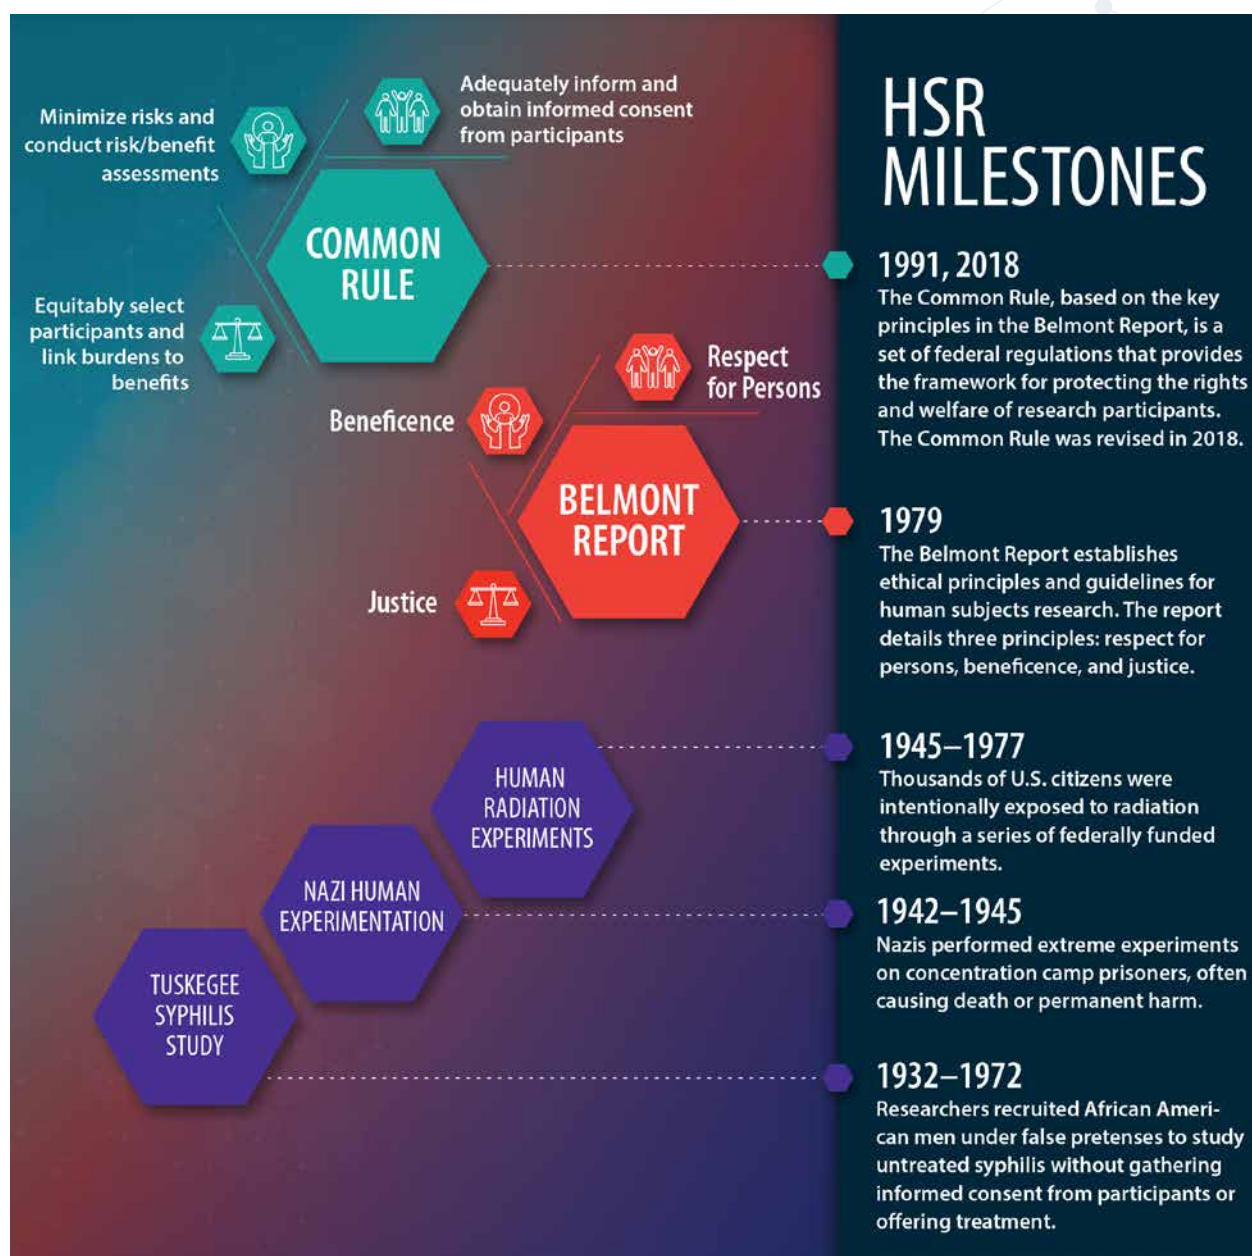 HSR
MILESTONES
Adequately inform and
obtain informed consent
from participants
Minimize risks and
conduct risk/benefit
assessments
COMMON
RULE
Equitably select
participants and
link burdens to
benefits
1991, 2018
The Common Rule, based on the key
principles in the Belmont Report, is a
set of federal regulations that provides
the framework for protecting the rights
and welfare of research participants.
The Common Rule was revised in 2018.
Respect
for Persons
Beneficence
BELMONT
REPORT
Justice
1979
The Belmont Report establishes
ethical principles and guidelines for
human subjects research. The report
details three principles: respect for
persons, beneficence, and justice.
HUMAN
RADIATION
EXPERIMENTS
1945–1977
Thousands of U.S. citizens were
intentionally exposed to radiation
through a series of federally funded
experiments.
NAZI HUMAN
EXPERIMENTATION
1942–1945
Nazis performed extreme experiments
on concentration camp prisoners, often
causing death or permanent harm.
TUSKEGEE
SYPHILIS
STUDY
1932–1972
Researchers recruited African Ameri-
can men under false pretenses to study
untreated syphilis without gathering
informed consent from participants or
offering treatment.